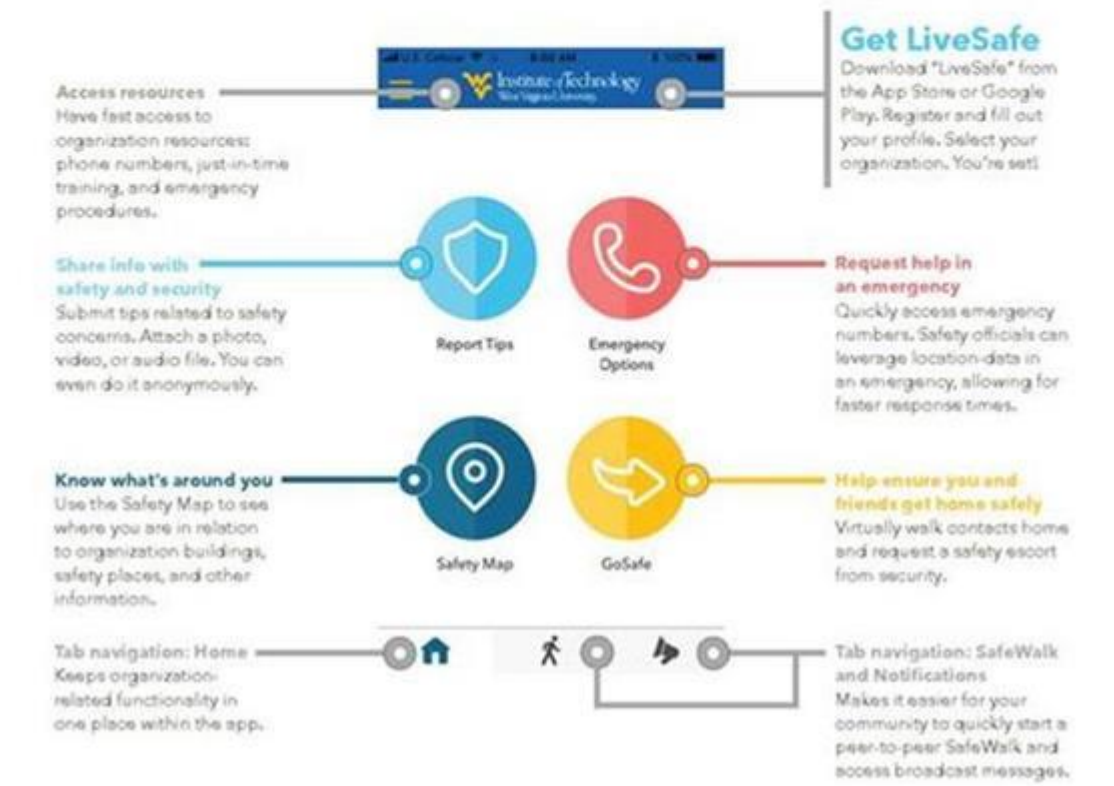 U.S. Cellular
8:08 AM
100%
Institute of Technology
West Virginia University
Get LiveSafe
Download "LiveSafe" from
the App Store or Google
Play. Register and fill out
your profile. Select your
organization. You're set!
Access resources
Have fast access to
organization resources:
phone numbers, just-in-time
training, and emergency
procedures.
Share info with
safety and security
Submit tips related to safety
concerns. Attach a photo,
video, or audio file. You can
even do it anonymously.
Report Tips
Emergency
Options
Request help in
an emergency
Quickly access emergency
numbers. Safety officials can
leverage location-data in
an emergency, allowing for
faster response times.
Know what's around you
Use the Safety Map to see
where you are in relation
to organization buildings,
safety places, and other
information.
Safety Map
GoSafe
Help ensure you and
friends get home safely
Virtually walk contacts home
and request a safety escort
from security.
Tab navigation: Home
Keeps organization-
related functionality in
one place within the app.
Tab navigation: SafeWalk
and Notifications
Makes it easier for your
community to quickly start a
peer-to-peer SafeWalk and
access broadcast messages.